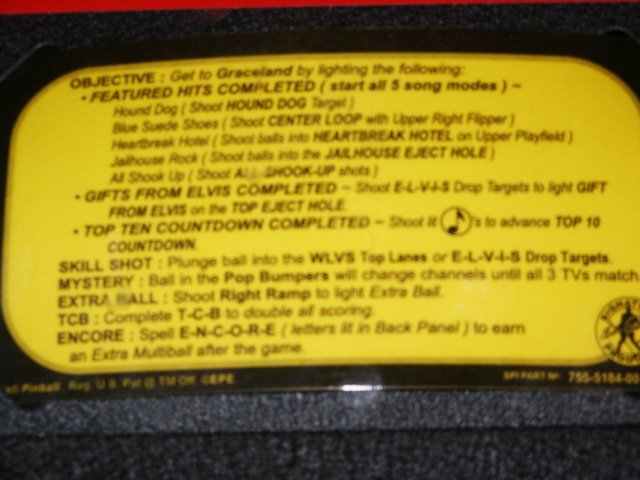 OBJECTIVE : Get to Graceland by lighting the following:
• FEATURED HITS COMPLETED ( start all 5 song modes ) ~
Hound Dog ( Shoot HOUND DOG Target )
Blue Suede Shoes ( Shoot CENTER LOOP with Upper Right Flipper )
Heartbreak Hotel ( Shoot balls into HEARTBREAK HOTEL on Upper Playfield )
Jailhouse Rock ( Shoot balls into the JAILHOUSE EJECT HOLE )
All Shook Up ( Shoot ALL-SHOOK-UP shots )
• GIFTS FROM ELVIS COMPLETED ~ Shoot E-L-V-I-S Drop Targets to light GIFT
FROM ELVIS on the TOP EJECT HOLE.
• TOP TEN COUNTDOWN COMPLETED ~ Shoot lit ♪'s to advance TOP 10
COUNTDOWN.
SKILL SHOT : Plunge ball into the WLVS Top Lanes or E-L-V-I-S Drop Targets.
MYSTERY : Ball in the Pop Bumpers will change channels until all 3 TVs match.
EXTRA BALL : Shoot Right Ramp to light Extra Ball.
TCB : Complete T-C-B to double all scoring.
ENCORE : Spell E-N-C-O-R-E ( letters lit in Back Panel ) to earn
an Extra Multiball after the game.
Pinball Reg. U.S. Pat @ TM Off. ©EPE
SPI PART Nº: 755-5184-00